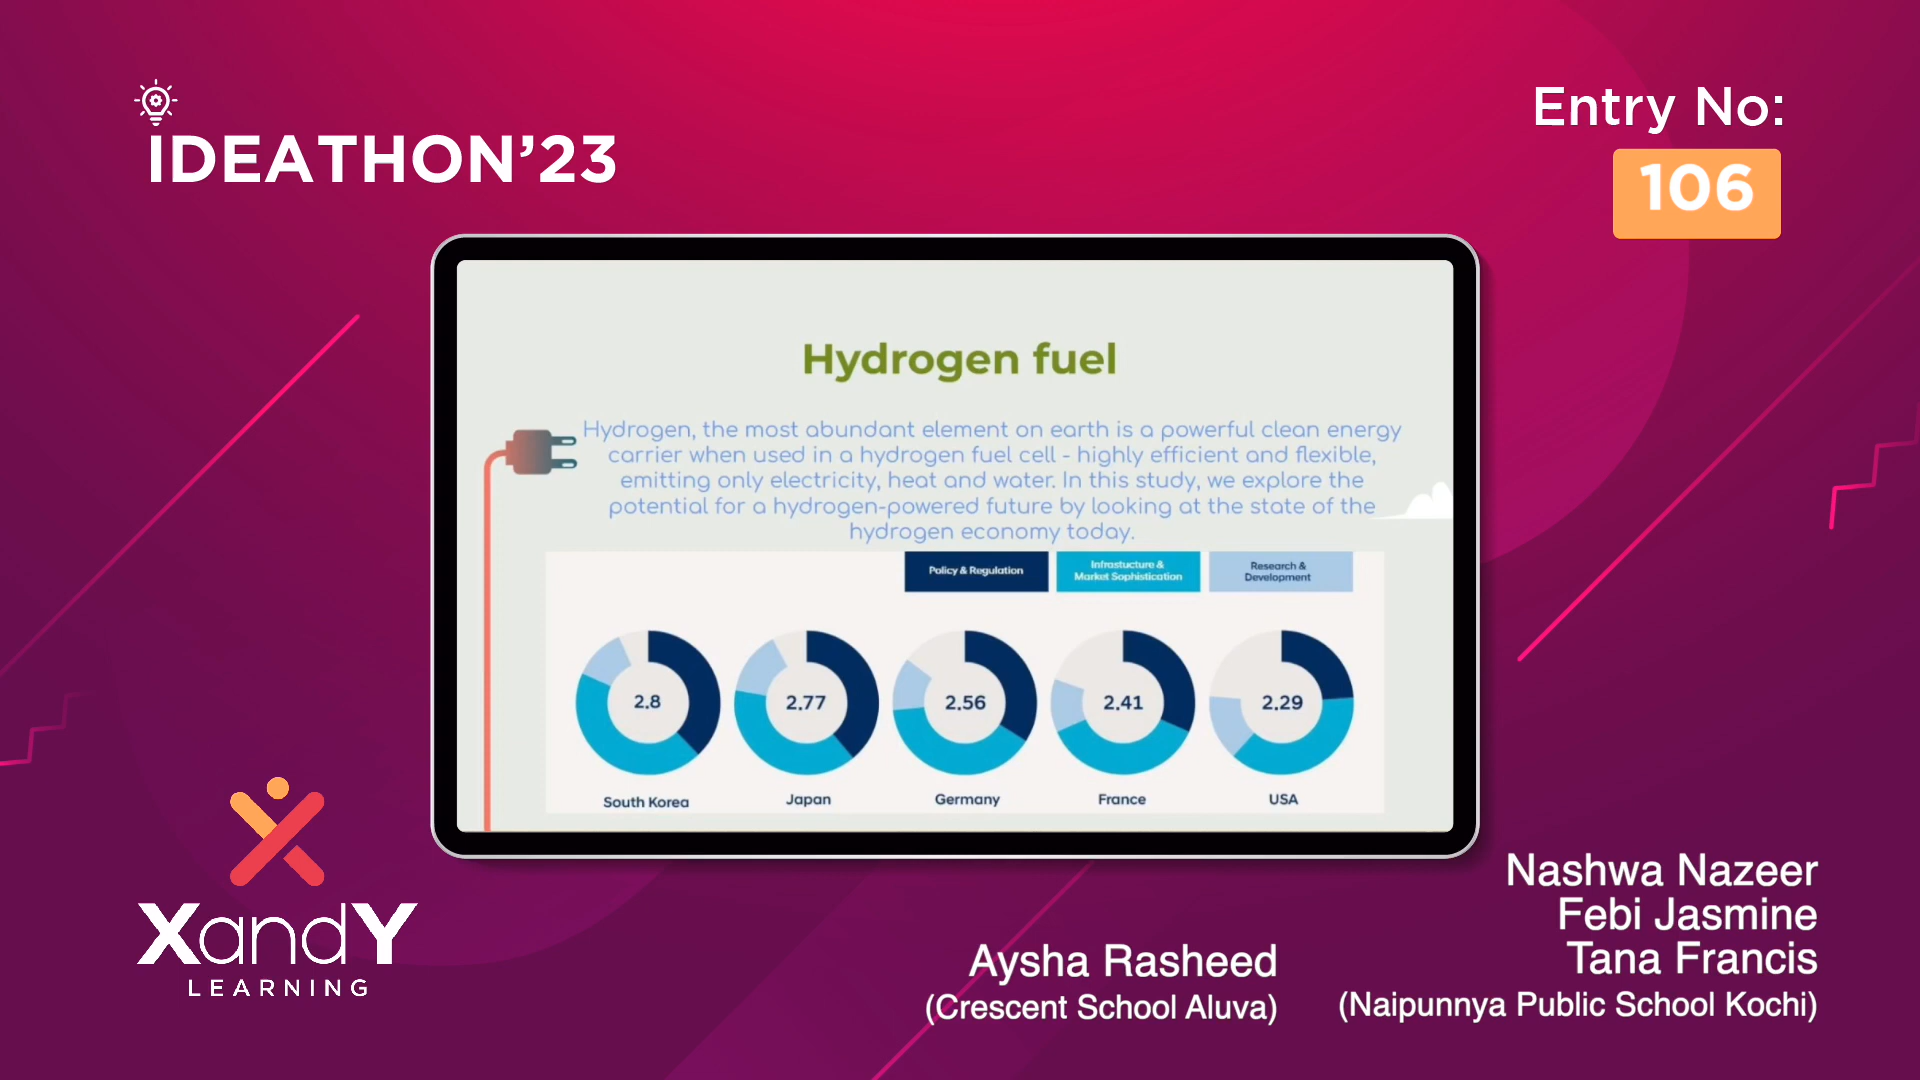 IDEATHON’23
Entry No:
106
Hydrogen fuel
Hydrogen, the most abundant element on earth is a powerful clean energy
carrier when used in a hydrogen fuel cell - highly efficient and flexible,
emitting only electricity, heat and water. In this study, we explore the
potential for a hydrogen-powered future by looking at the state of the
hydrogen economy today.
Policy & Regulation
Infrastucture &
Market Sophistication
Research &
Development
2.8
2.77
2.56
2.41
2.29
South Korea
Japan
Germany
France
USA
XandY
LEARNING
Aysha Rasheed
(Crescent School Aluva)
Nashwa Nazeer
Febi Jasmine
Tana Francis
(Naipunnya Public School Kochi)